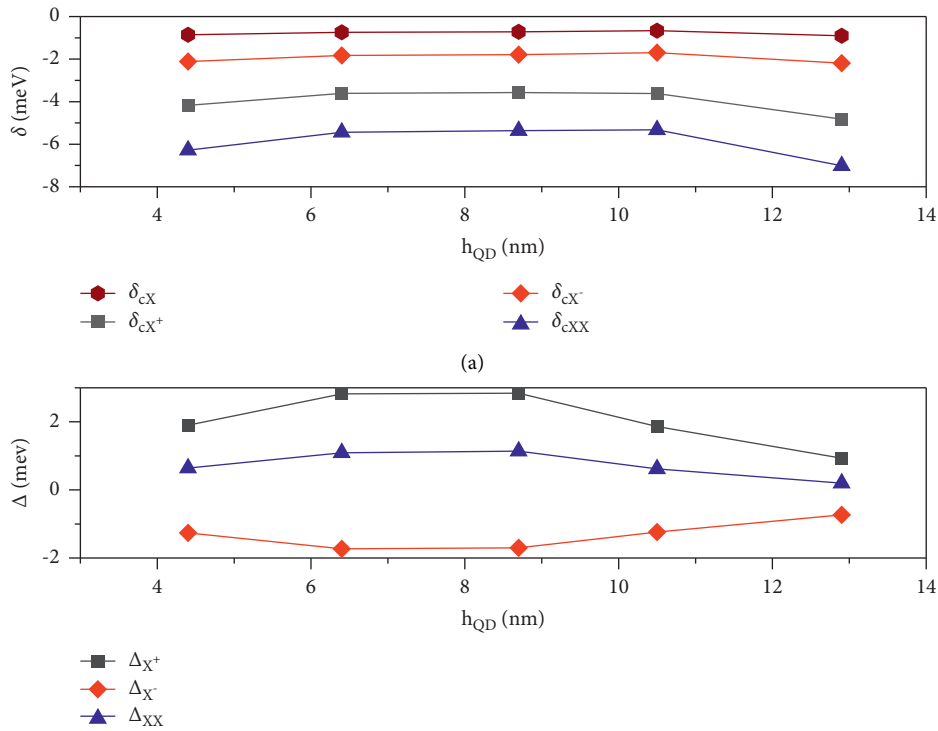 0
-2
-4
-6
-8
δ (meV)
4 6 8 10 12 14
h_QD (nm)
δ_cX δ_cX⁻
δ_cX⁺ δ_cXX
(a)
2
0
-2
Δ (mev)
4 6 8 10 12 14
h_QD (nm)
Δ_X⁺
Δ_X⁻
Δ_XX